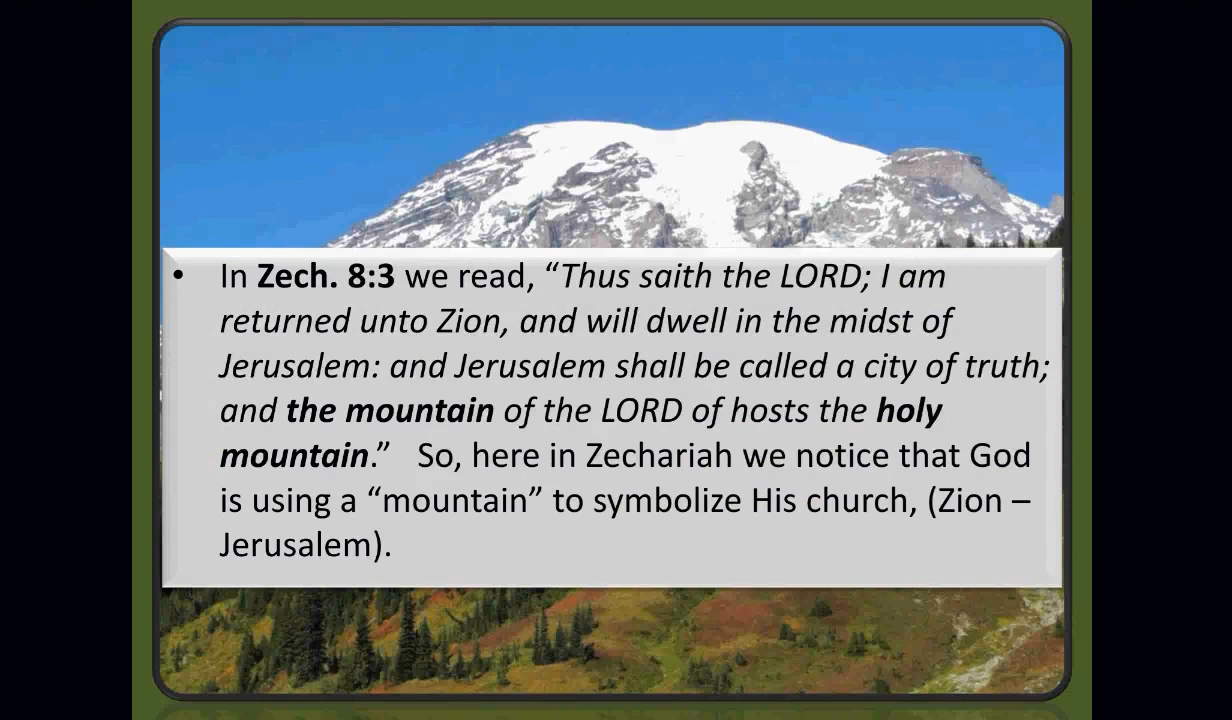 • In Zech. 8:3 we read, “Thus saith the LORD; I am
returned unto Zion, and will dwell in the midst of
Jerusalem: and Jerusalem shall be called a city of truth;
and the mountain of the LORD of hosts the holy
mountain.” So, here in Zechariah we notice that God
is using a “mountain” to symbolize His church, (Zion –
Jerusalem).